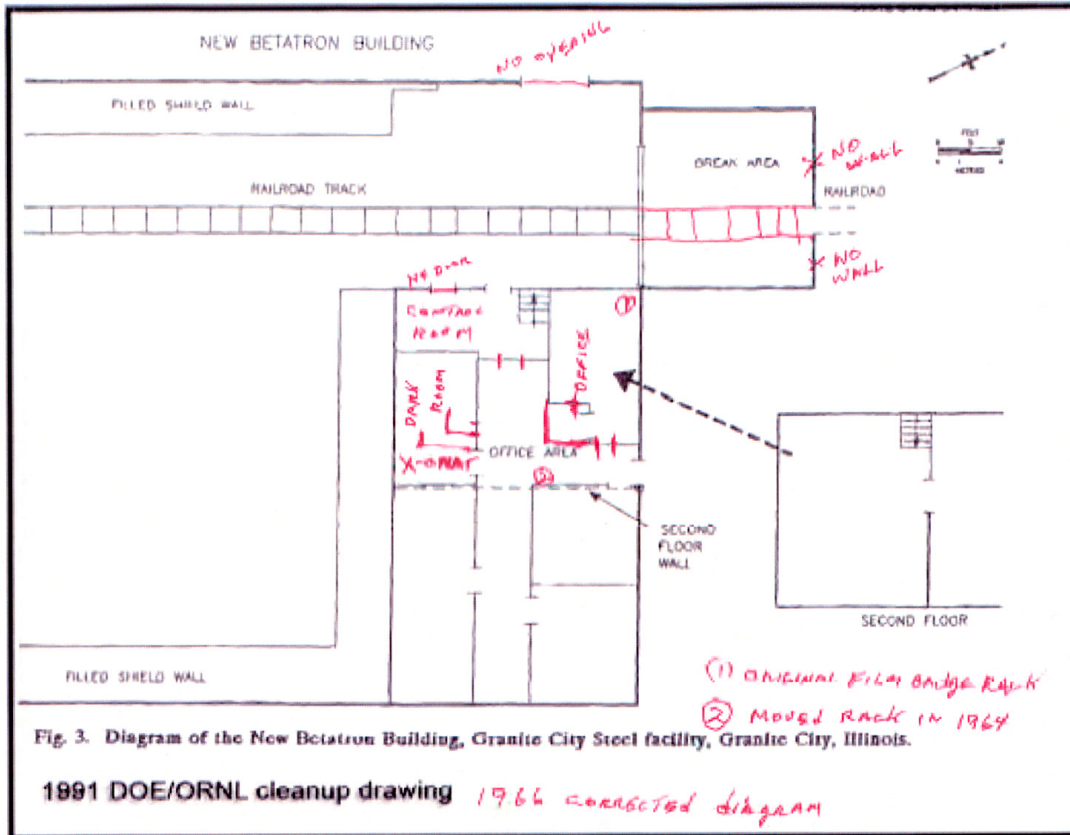 NEW BETATRON BUILDING
NO OPENING
FILLED SHIELD WALL
BREAK AREA
NO
WALL
FEET
METRES
RAILROAD TRACK
RAILROAD
NO
WALL
NO DOOR
CONTROL
ROOM
①
OFFICE
DARK
ROOM
OFFICE AREA
X-OMAT
②
SECOND
FLOOR
WALL
SECOND FLOOR
FILLED SHIELD WALL
(1) ORIGINAL FILM BADGE RACK
② MOVED RACK IN 1964
Fig. 3. Diagram of the New Betatron Building, Granite City Steel facility, Granite City, Illinois.
1991 DOE/ORNL cleanup drawing 1966 CORRECTED diagram